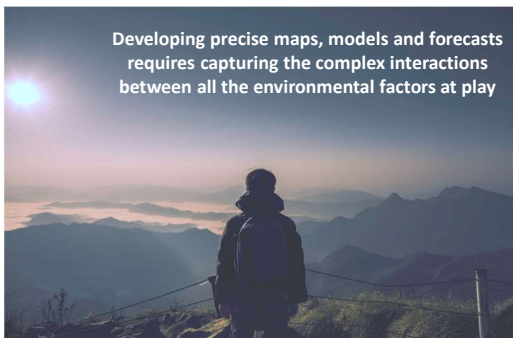 Developing precise maps, models and forecasts
requires capturing the complex interactions
between all the environmental factors at play